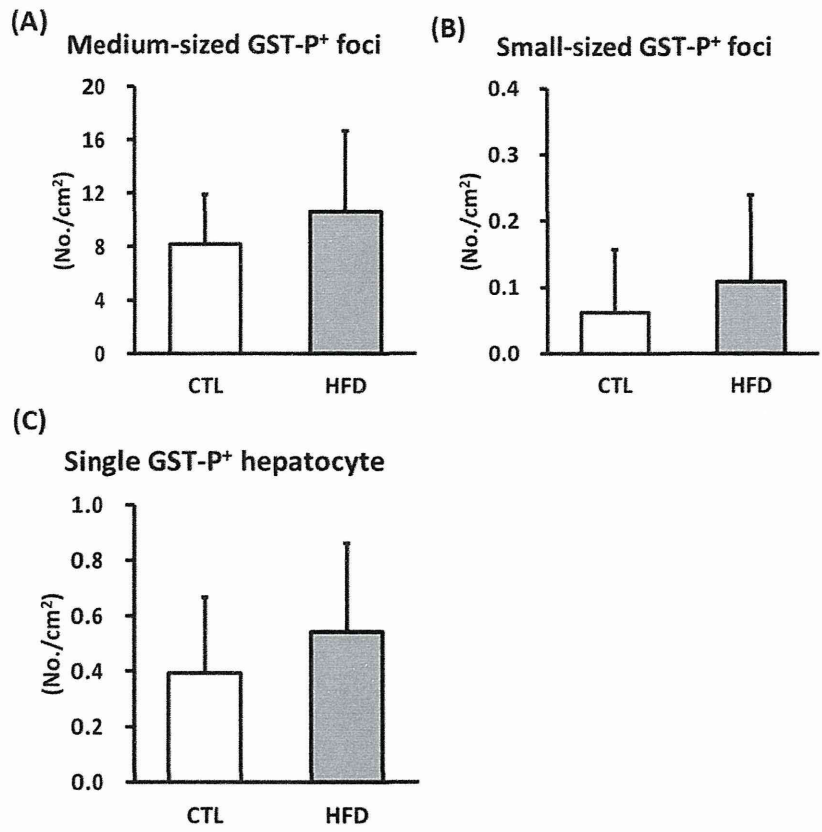 (A)
Medium-sized GST-P⁺ foci
20
16
12
8
4
0
(No./cm²)
CTL HFD
(B)
Small-sized GST-P⁺ foci
0.4
0.3
0.2
0.1
0.0
(No./cm²)
CTL HFD
(C)
Single GST-P⁺ hepatocyte
1.0
0.8
0.6
0.4
0.2
0.0
(No./cm²)
CTL HFD